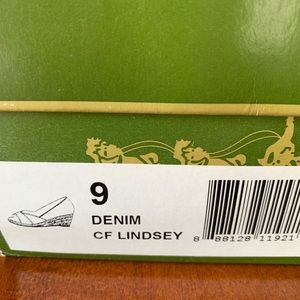 9
DENIM
CF LINDSEY
8 88128 11921